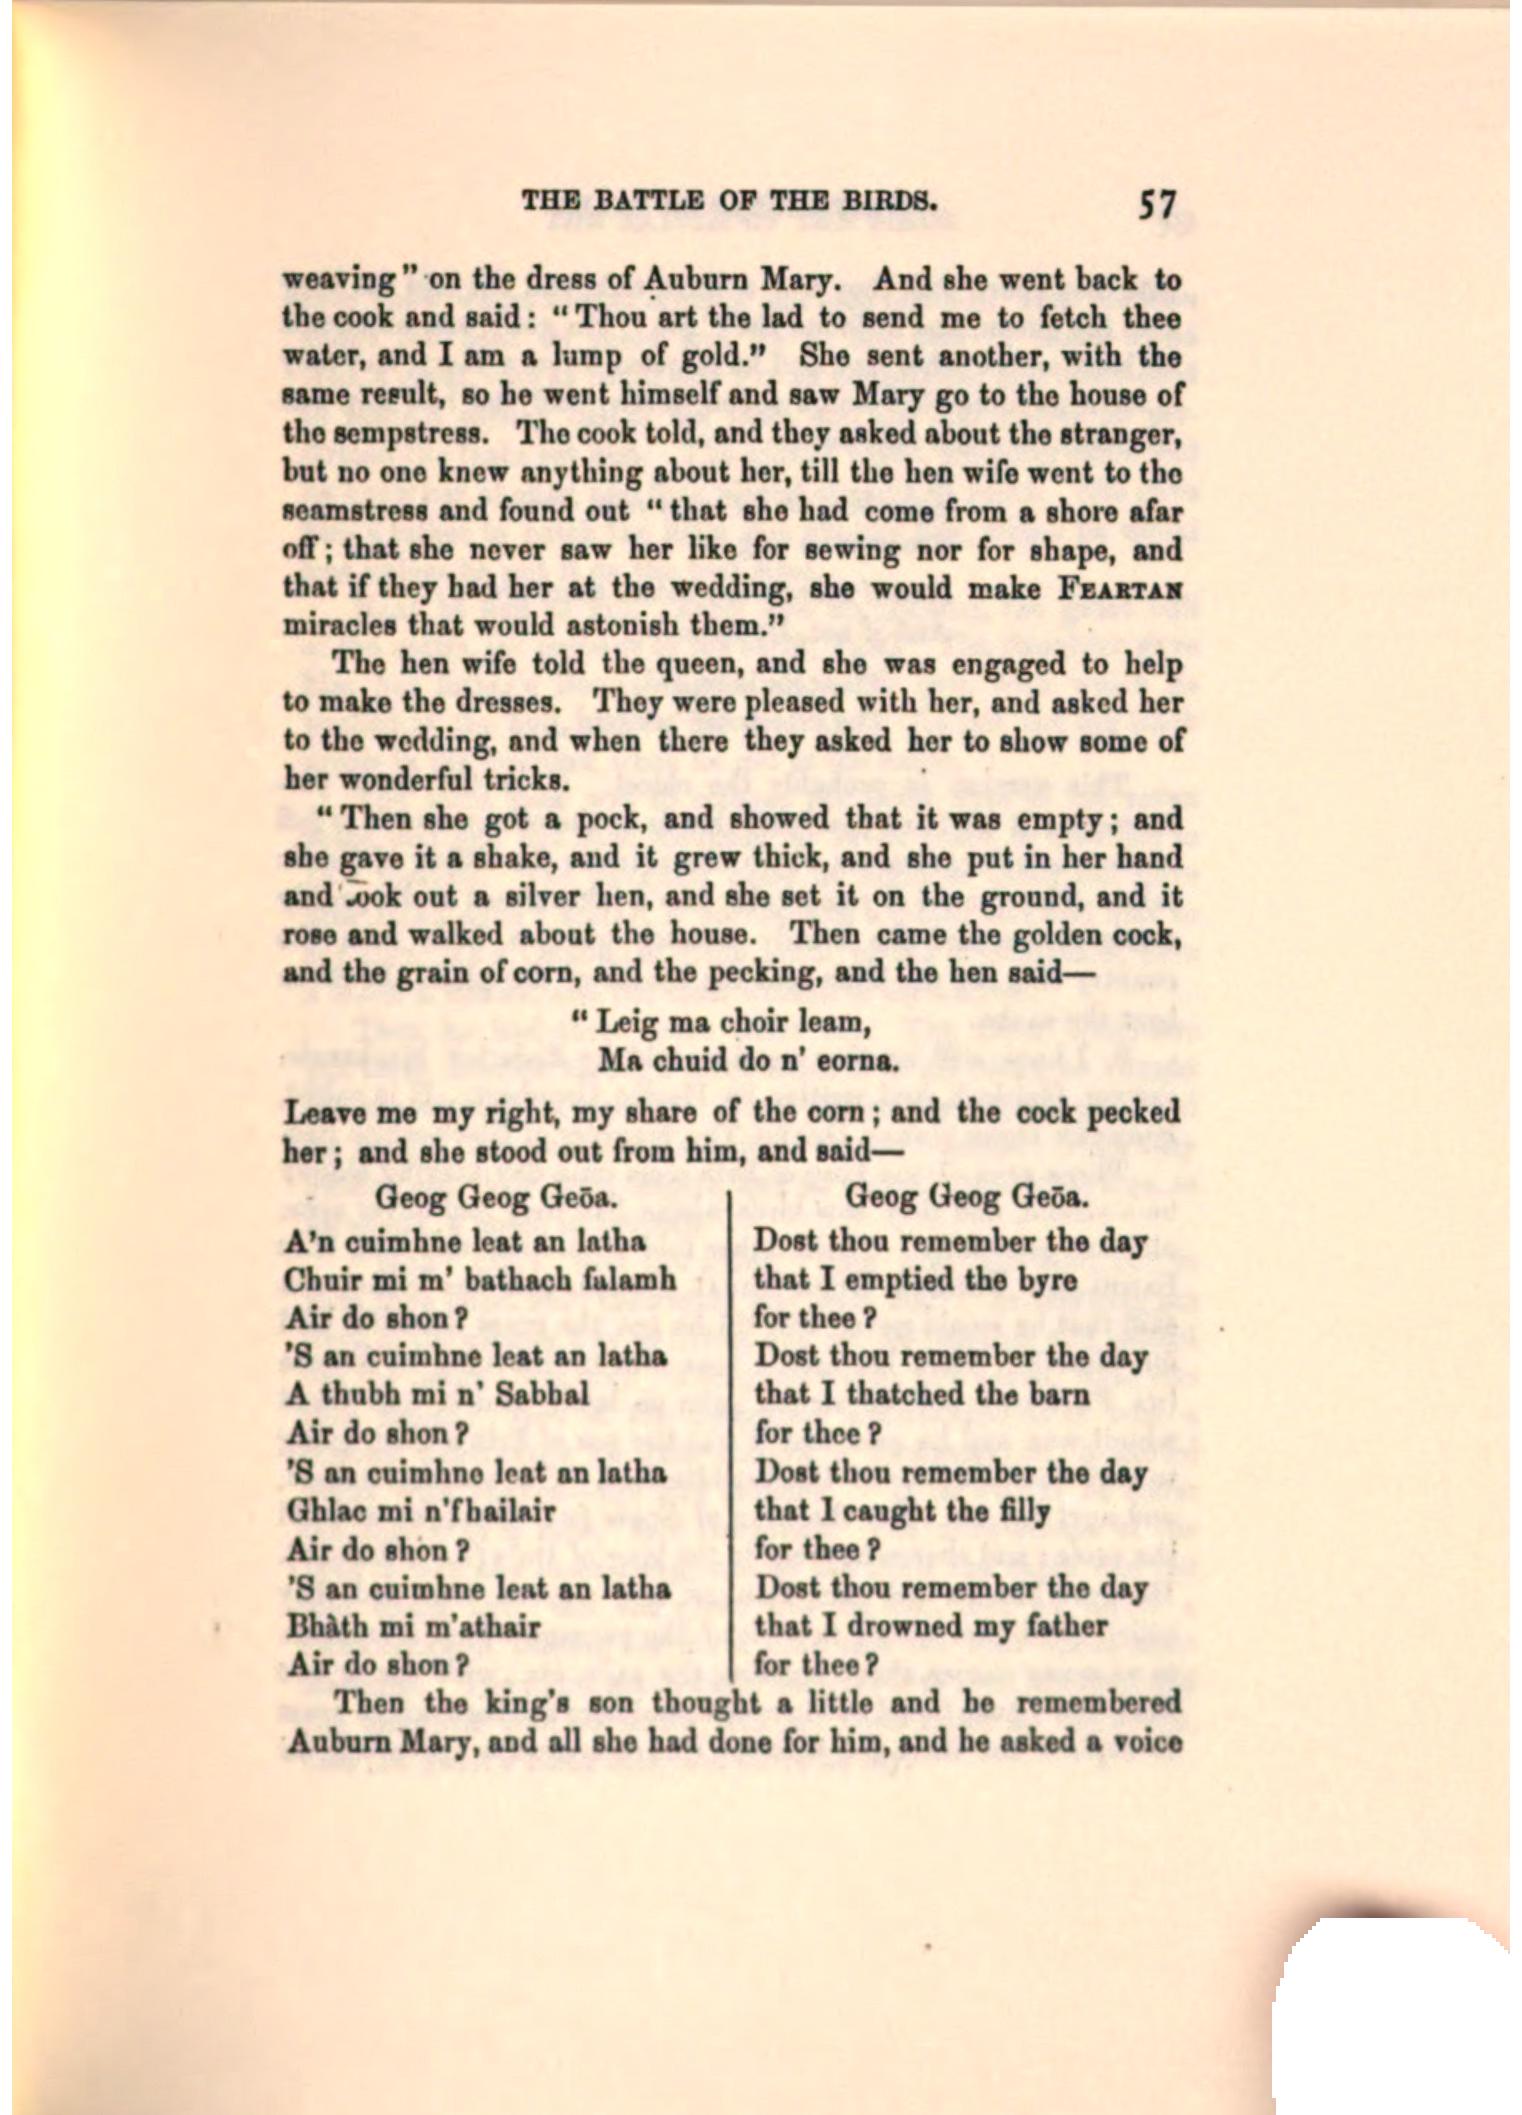 THE BATTLE OF THE BIRDS. 57
weaving" on the dress of Auburn Mary. And she went back to
the cook and said: "Thou art the lad to send me to fetch thee
water, and I am a lump of gold." She sent another, with the
same result, so he went himself and saw Mary go to the house of
the sempstress. The cook told, and they asked about the stranger,
but no one knew anything about her, till the hen wife went to the
seamstress and found out "that she had come from a shore afar
off; that she never saw her like for sewing nor for shape, and
that if they had her at the wedding, she would make FEARTAN
miracles that would astonish them."
The hen wife told the queen, and she was engaged to help
to make the dresses. They were pleased with her, and asked her
to the wedding, and when there they asked her to show some of
her wonderful tricks.
"Then she got a pock, and showed that it was empty; and
she gave it a shake, and it grew thick, and she put in her hand
and took out a silver hen, and she set it on the ground, and it
rose and walked about the house. Then came the golden cock,
and the grain of corn, and the pecking, and the hen said—
"Leig ma choir leam,
Ma chuid do n' eorna.
Leave me my right, my share of the corn; and the cock pecked
her; and she stood out from him, and said—
Geog Geog Geōa.
A'n cuimhne leat an latha
Chuir mi m' bathach falamh
Air do shon?
'S an cuimhne leat an latha
A thubh mi n' Sabbal
Air do shon?
'S an cuimhne leat an latha
Ghlac mi n'fhailair
Air do shon?
'S an cuimhne leat an latha
Bhàth mi m'athair
Air do shon?
Geog Geog Geōa.
Dost thou remember the day
that I emptied the byre
for thee?
Dost thou remember the day
that I thatched the barn
for thee?
Dost thou remember the day
that I caught the filly
for thee?
Dost thou remember the day
that I drowned my father
for thee?
Then the king's son thought a little and he remembered
Auburn Mary, and all she had done for him, and he asked a voice